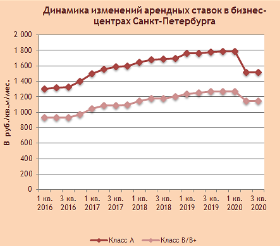 Динамика изменений арендных ставок в бизнес-
центрах Санкт-Петербурга
В руб./кв.м/мес.
2 000
1 800
1 600
1 400
1 200
1 000
800
600
400
200
0
1 кв. 2016
3 кв. 2016
1 кв. 2017
3 кв. 2017
1 кв. 2018
3 кв. 2018
1 кв. 2019
3 кв. 2019
1 кв. 2020
3 кв. 2020
Класс А
Класс В/В+